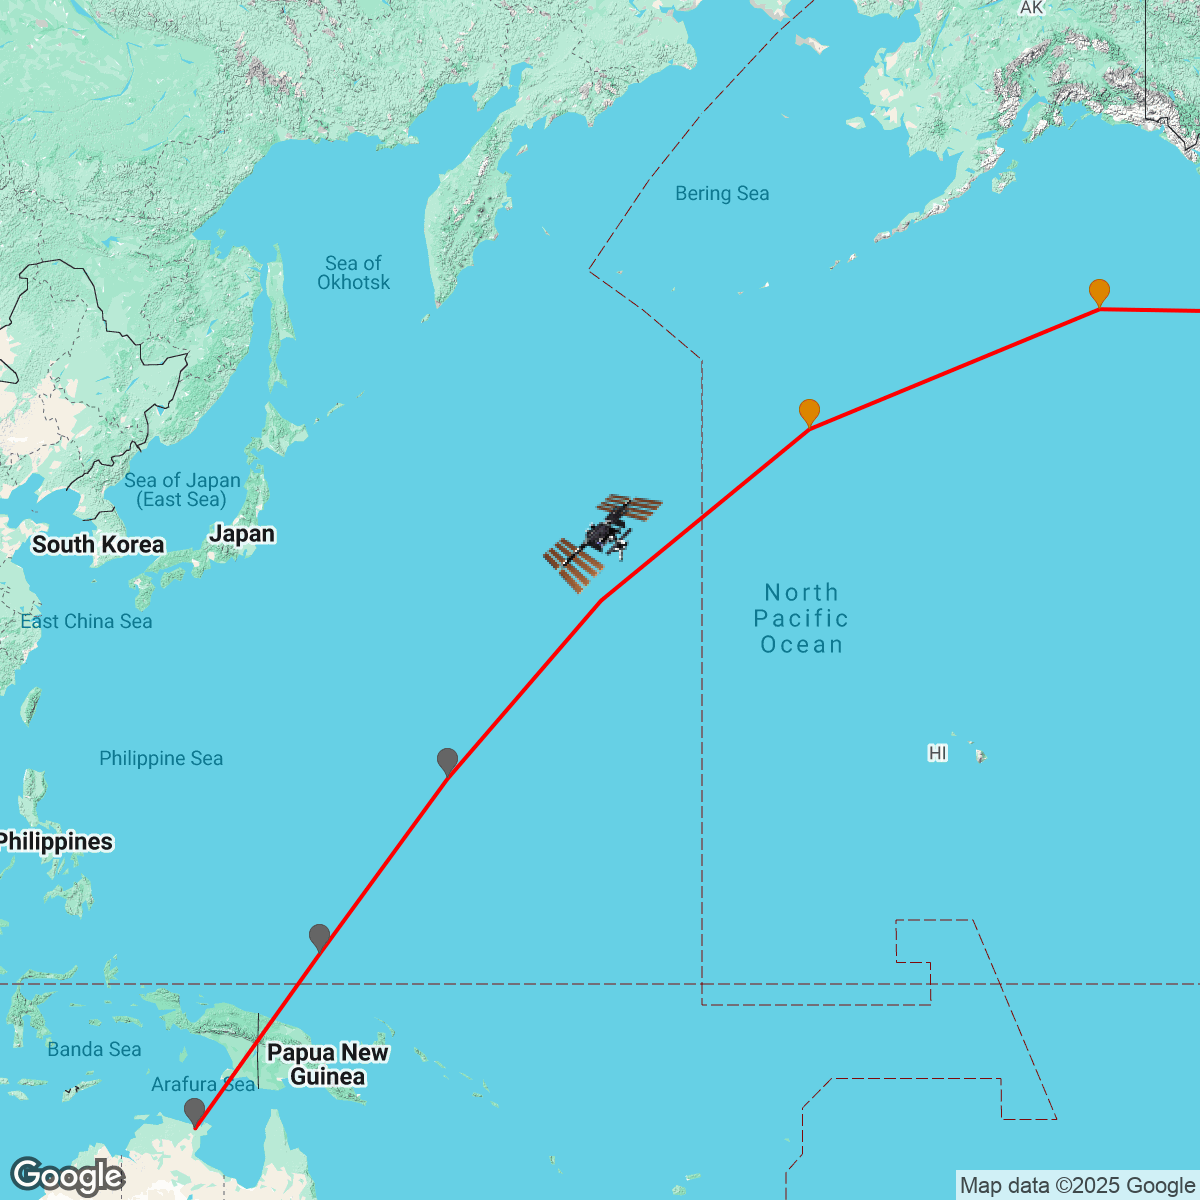 AK
Bering Sea
Sea of
Okhotsk
Sea of Japan
(East Sea)
Japan
South Korea
North
Pacific
Ocean
East China Sea
HI
Philippine Sea
Philippines
Banda Sea
Papua New
Guinea
Arafura Sea
Google
Map data ©2025 Google